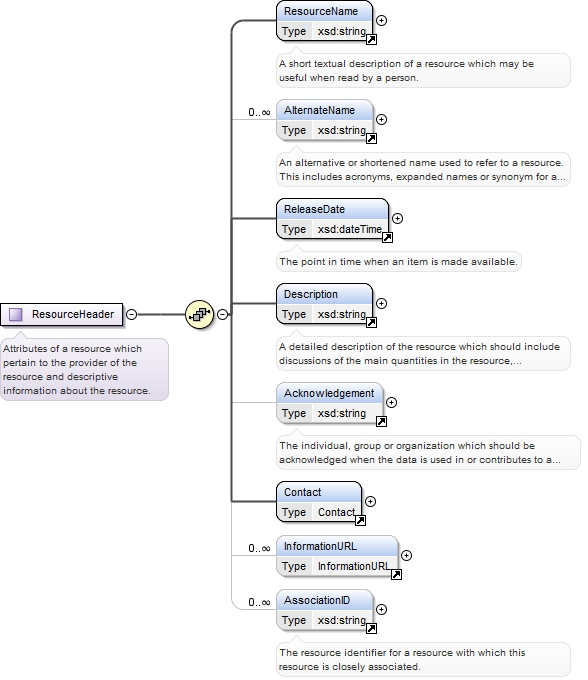 ResourceName
Type xsd:string
A short textual description of a resource which may be
useful when read by a person.
0..∞
AlternateName
Type xsd:string
An alternative or shortened name used to refer to a resource.
This includes acronyms, expanded names or synonym for a...
ReleaseDate
Type xsd:dateTime
The point in time when an item is made available.
ResourceHeader
Attributes of a resource which
pertain to the provider of the
resource and descriptive
information about the resource.
Description
Type xsd:string
A detailed description of the resource which should include
discussions of the main quantities in the resource,...
Acknowledgement
Type xsd:string
The individual, group or organization which should be
acknowledged when the data is used in or contributes to a...
Contact
Type Contact
0..∞
InformationURL
Type InformationURL
0..∞
AssociationID
Type xsd:string
The resource identifier for a resource with which this
resource is closely associated.